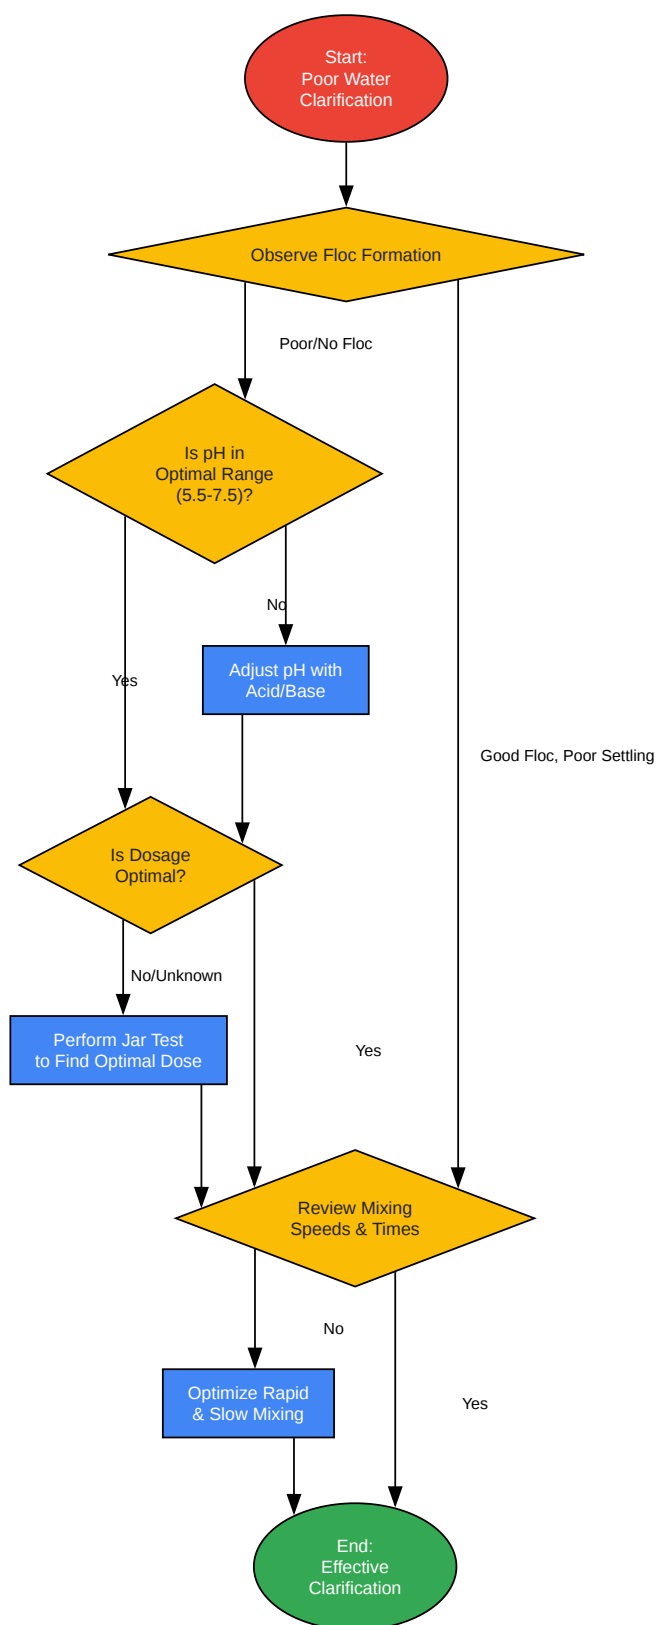 Start:
Poor Water
Clarification
Observe Floc Formation
Poor/No Floc
Is pH in
Optimal Range
(5.5-7.5)?
No
Adjust pH with
Acid/Base
Yes
Good Floc, Poor Settling
Is Dosage
Optimal?
No/Unknown
Perform Jar Test
to Find Optimal Dose
Yes
Review Mixing
Speeds & Times
No
Optimize Rapid
& Slow Mixing
Yes
End:
Effective
Clarification